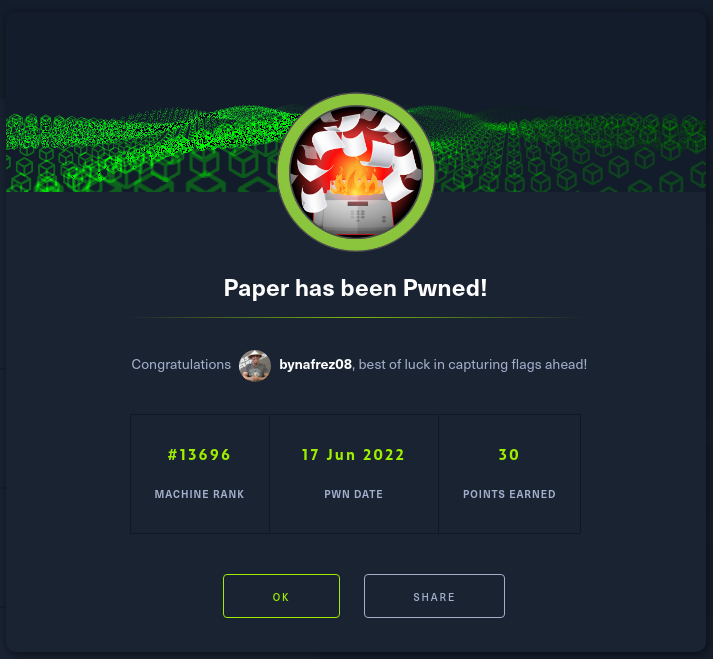 Paper has been Pwned!
Congratulations bynafrez08, best of luck in capturing flags ahead!
#13696 17 Jun 2022 30
MACHINE RANK PWN DATE POINTS EARNED
OK SHARE